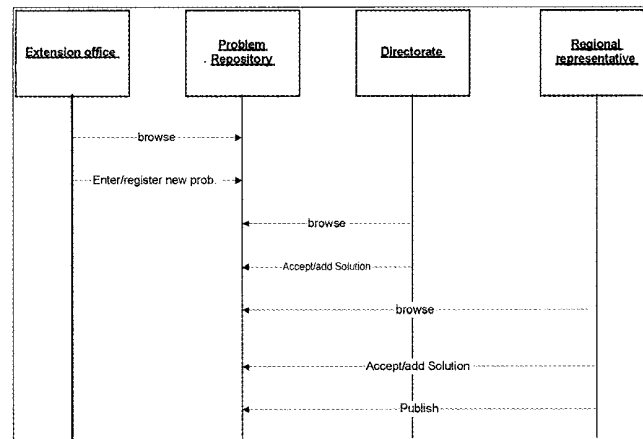 Extension office
Problem
Repository
Directorate
Regional
representative
browse
Enter/register new prob.
browse
Accept/add Solution
browse
Accept/add Solution
Publish